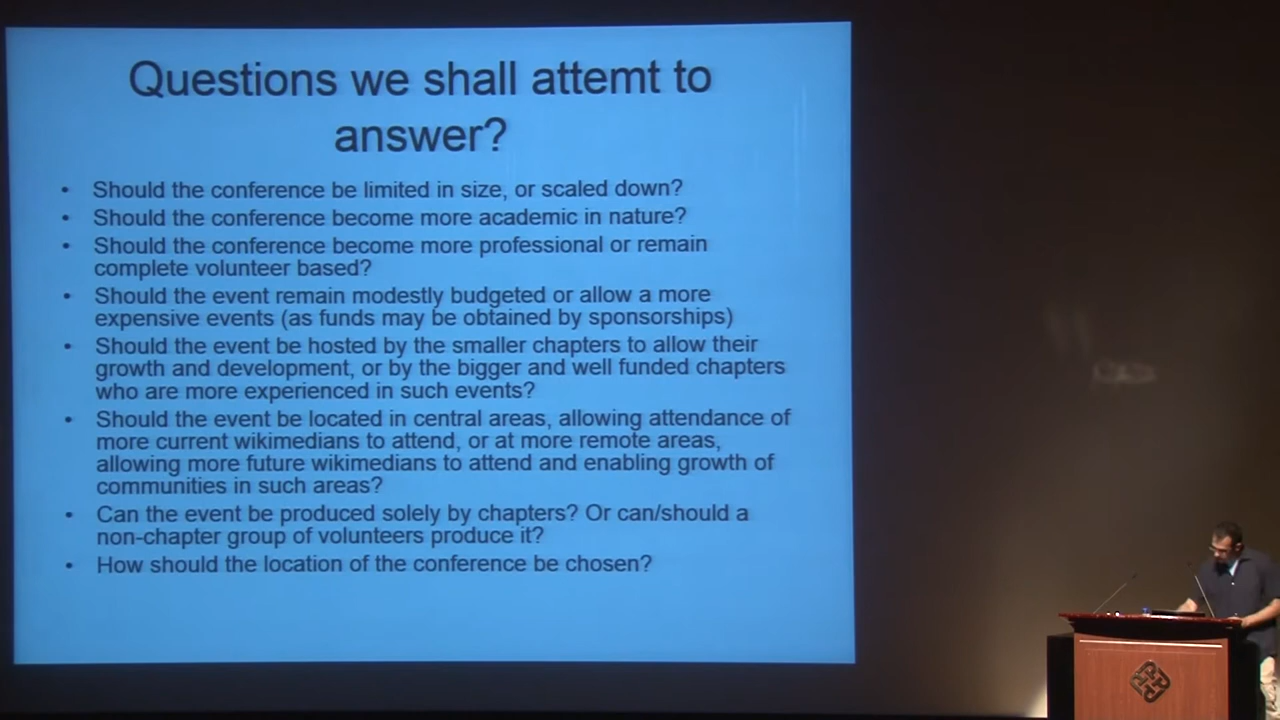 Questions we shall attemt to
answer?
• Should the conference be limited in size, or scaled down?
• Should the conference become more academic in nature?
• Should the conference become more professional or remain
complete volunteer based?
• Should the event remain modestly budgeted or allow a more
expensive events (as funds may be obtained by sponsorships)
• Should the event be hosted by the smaller chapters to allow their
growth and development, or by the bigger and well funded chapters
who are more experienced in such events?
• Should the event be located in central areas, allowing attendance of
more current wikimedians to attend, or at more remote areas,
allowing more future wikimedians to attend and enabling growth of
communities in such areas?
• Can the event be produced solely by chapters? Or can/should a
non-chapter group of volunteers produce it?
• How should the location of the conference be chosen?